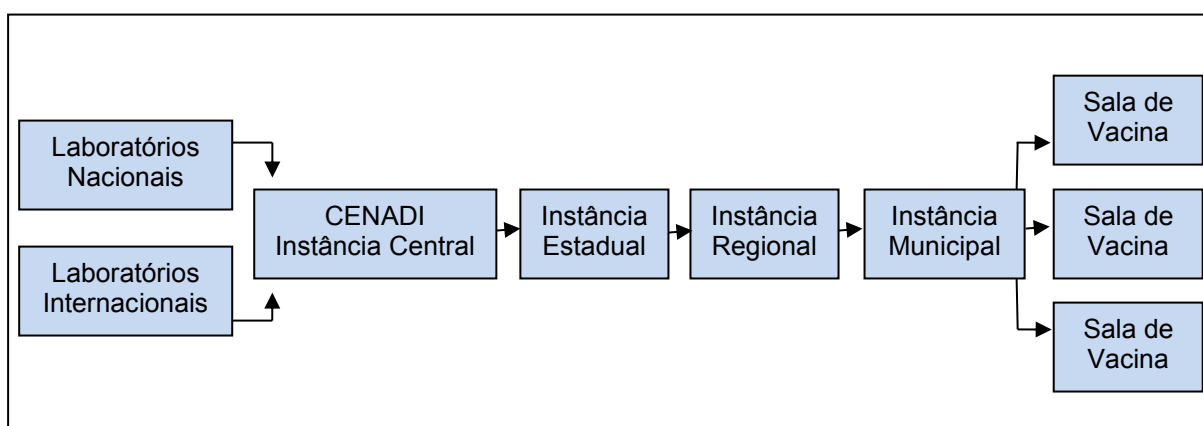 Laboratórios
Nacionais
Laboratórios
Internacionais
CENADI
Instância Central
Instância
Estadual
Instância
Regional
Instância
Municipal
Sala de
Vacina
Sala de
Vacina
Sala de
Vacina